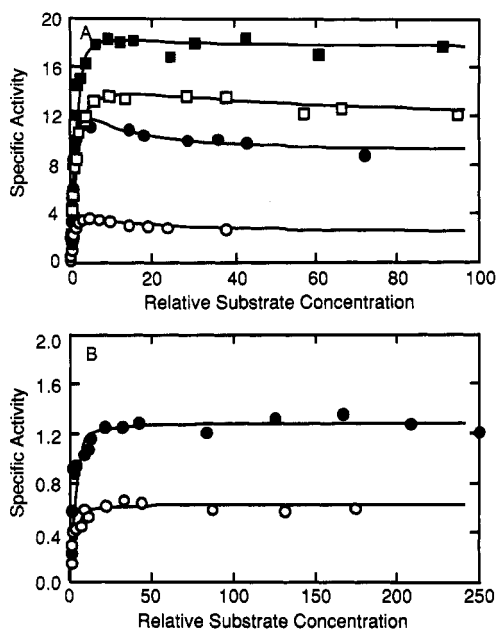 A
20
16
12
8
4
0
Specific Activity
0 20 40 60 80 100
Relative Substrate Concentration
B
2.0
1.6
1.2
0.8
0.4
0.0
Specific Activity
0 50 100 150 200 250
Relative Substrate Concentration